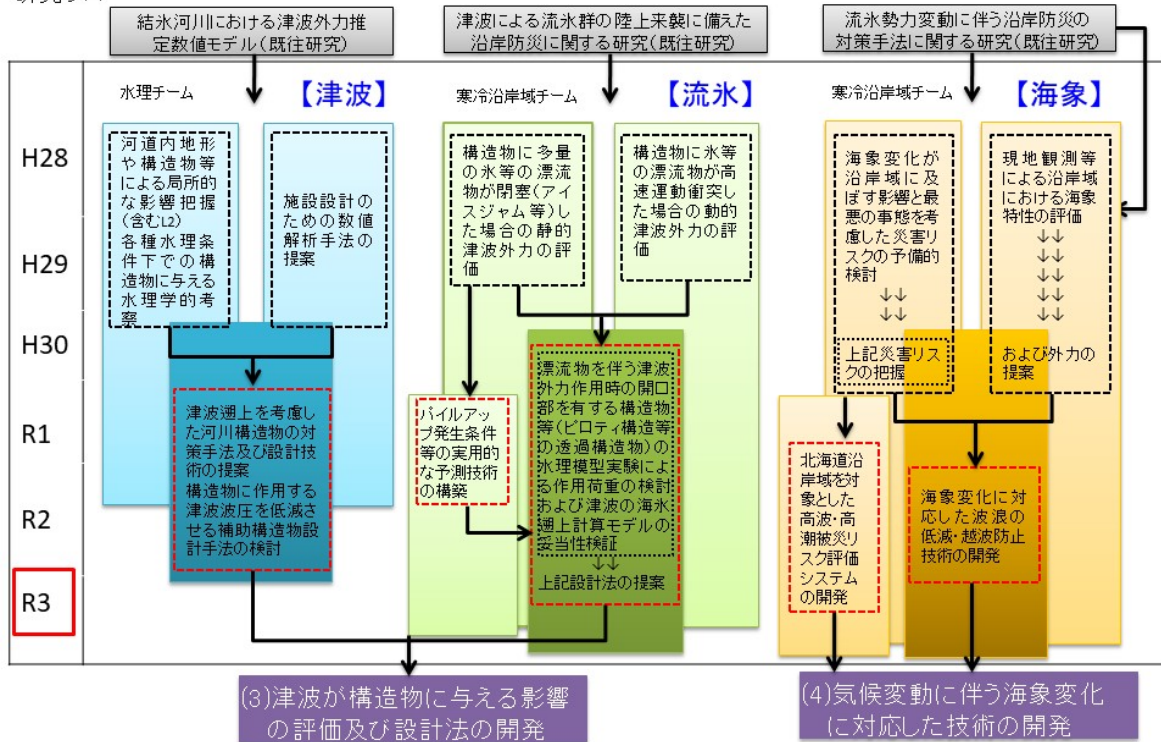 結氷河川における津波外力推
定数値モデル(既往研究)
津波による流氷群の陸上来襲に備えた
沿岸防災に関する研究(既往研究)
流氷勢力変動に伴う沿岸防災の
対策手法に関する研究(既往研究)
水理チーム
【津波】
寒冷沿岸域チーム
【流氷】
寒冷沿岸域チーム
【海象】
H28
H29
H30
R1
R2
R3
河道内地形
や構造物等
による局所的
な影響把握
(含むL2)
各種水理条
件下での構
造物に与える
水理学的考
察
施設設計の
ための数値
解析手法の
提案
津波遡上を考慮し
た河川構造物の対
策手法及び設計技
術の提案
構造物に作用する
津波波圧を低減さ
せる補助構造物設
計手法の検討
構造物に多量
の氷等の漂流
物が閉塞(アイ
スジャム等)し
た場合の静的
津波外力の評
価
構造物に氷等
の漂流物が高
速運動衝突し
た場合の動的
津波外力の評
価
パイルアッ
プ発生条件
等の実用的
な予測技術
の構築
漂流物を伴う津波
外力作用時の開口
部を有する構造物
等(ピロティ構造等
の透過構造物)の
水理模型実験によ
る作用荷重の検討
および津波の海氷
遡上計算モデルの
妥当性検証
↓↓
上記設計法の提案
海象変化が
沿岸域に及
ぼす影響と最
悪の事態を考
慮した災害リ
スクの予備的
検討
↓↓
↓↓
上記災害リス
クの把握
現地観測等
による沿岸域
における海象
特性の評価
↓↓
↓↓
↓↓
↓↓
↓↓
および外力の
提案
北海道沿
岸域を対
象とした
高波・高
潮被災リ
スク評価
システム
の開発
海象変化に対
応した波浪の
低減・越波防止
技術の開発
(3)津波が構造物に与える影響
の評価及び設計法の開発
(4)気候変動に伴う海象変化
に対応した技術の開発